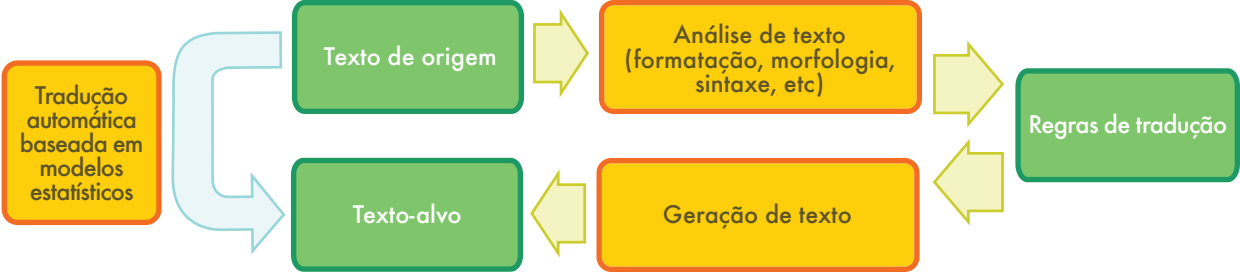 Tradução
automática
baseada em
modelos
estatísticos
Texto de origem
Análise de texto
(formatação, morfologia,
sintaxe, etc)
Regras de tradução
Geração de texto
Texto-alvo